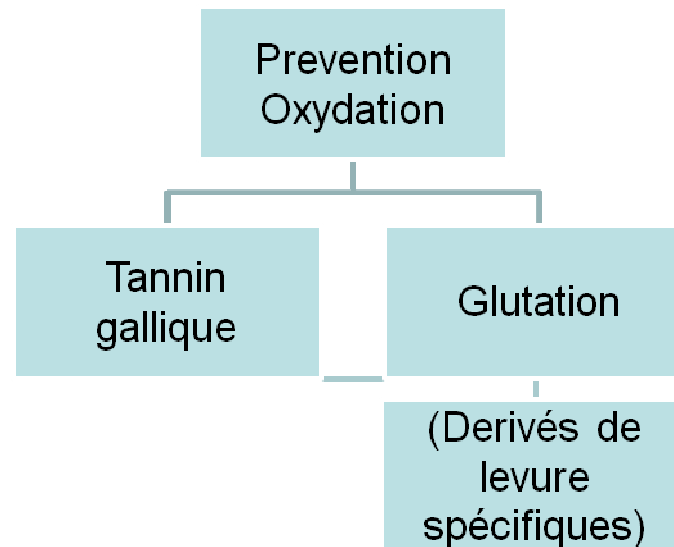 Prevention
Oxydation
Tannin
gallique
Glutation
(Derivés de
levure
spécifiques)